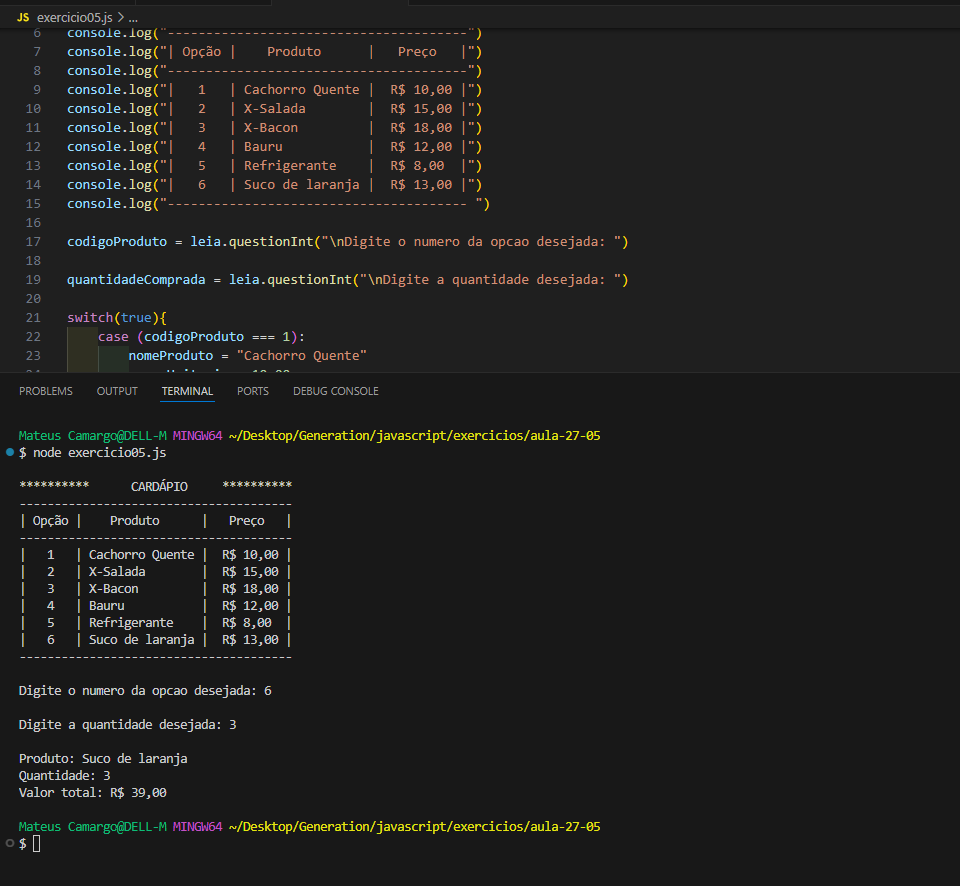 JS exercicio05.js > ...
6 console.log("---------------------------------------")
7 console.log("| Opção |    Produto      |   Preço   |")
8 console.log("---------------------------------------")
9 console.log("|   1   | Cachorro Quente |  R$ 10,00 |")
10 console.log("|   2   | X-Salada        |  R$ 15,00 |")
11 console.log("|   3   | X-Bacon         |  R$ 18,00 |")
12 console.log("|   4   | Bauru           |  R$ 12,00 |")
13 console.log("|   5   | Refrigerante    |  R$ 8,00  |")
14 console.log("|   6   | Suco de laranja |  R$ 13,00 |")
15 console.log("--------------------------------------- ")
16
17 codigoProduto = leia.questionInt("\nDigite o numero da opcao desejada: ")
18
19 quantidadeComprada = leia.questionInt("\nDigite a quantidade desejada: ")
20
21 switch(true){
22     case (codigoProduto === 1):
23         nomeProduto = "Cachorro Quente"
PROBLEMS OUTPUT TERMINAL PORTS DEBUG CONSOLE
Mateus Camargo@DELL-M MINGW64 ~/Desktop/Generation/javascript/exercicios/aula-27-05
$ node exercicio05.js
**********      CARDÁPIO     **********
---------------------------------------
| Opção |    Produto      |   Preço   |
---------------------------------------
|   1   | Cachorro Quente |  R$ 10,00 |
|   2   | X-Salada        |  R$ 15,00 |
|   3   | X-Bacon         |  R$ 18,00 |
|   4   | Bauru           |  R$ 12,00 |
|   5   | Refrigerante    |  R$ 8,00  |
|   6   | Suco de laranja |  R$ 13,00 |
---------------------------------------
Digite o numero da opcao desejada: 6
Digite a quantidade desejada: 3
Produto: Suco de laranja
Quantidade: 3
Valor total: R$ 39,00
Mateus Camargo@DELL-M MINGW64 ~/Desktop/Generation/javascript/exercicios/aula-27-05
$